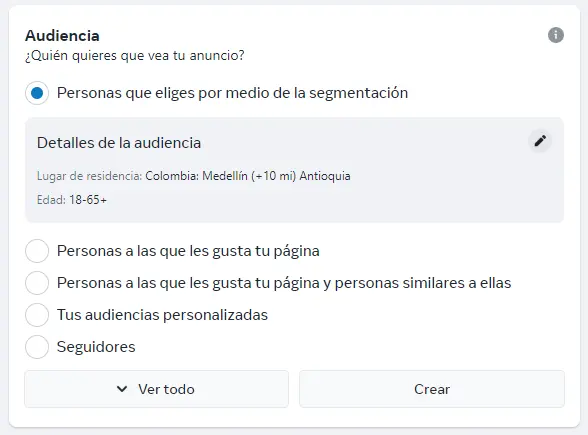 Audiencia
¿Quién quieres que vea tu anuncio?
Personas que eliges por medio de la segmentación
Detalles de la audiencia
Lugar de residencia: Colombia: Medellín (+10 mi) Antioquia
Edad: 18-65+
Personas a las que les gusta tu página
Personas a las que les gusta tu página y personas similares a ellas
Tus audiencias personalizadas
Seguidores
Ver todo
Crear